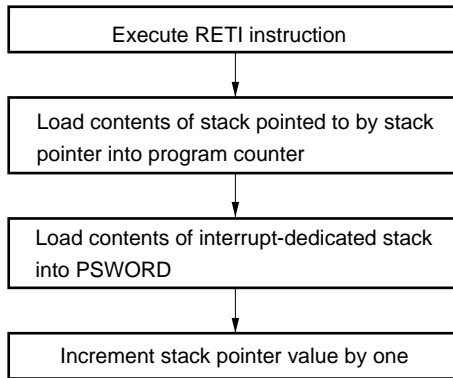 Execute RETI instruction
Load contents of stack pointed to by stack
pointer into program counter
Load contents of interrupt-dedicated stack
into PSWORD
Increment stack pointer value by one